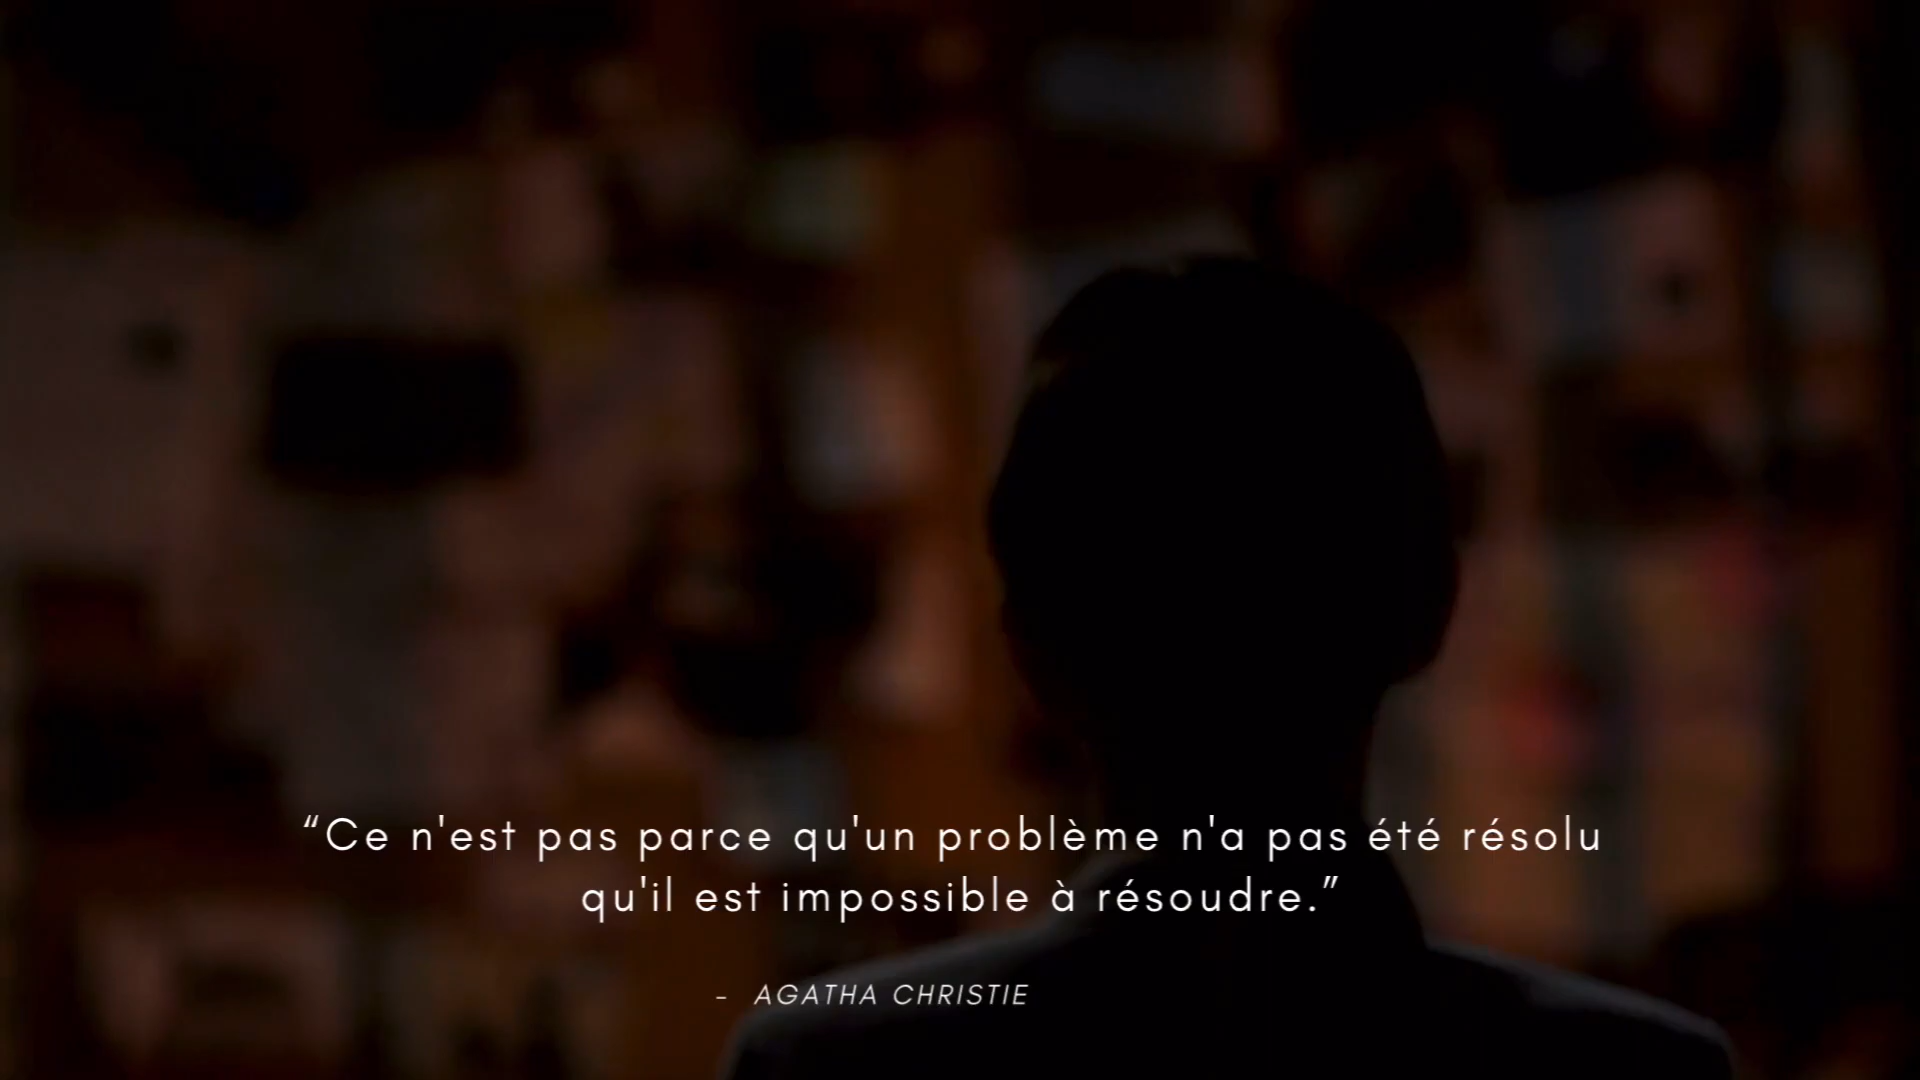 “Ce n'est pas parce qu'un problème n'a pas été résolu
qu'il est impossible à résoudre.”
- AGATHA CHRISTIE